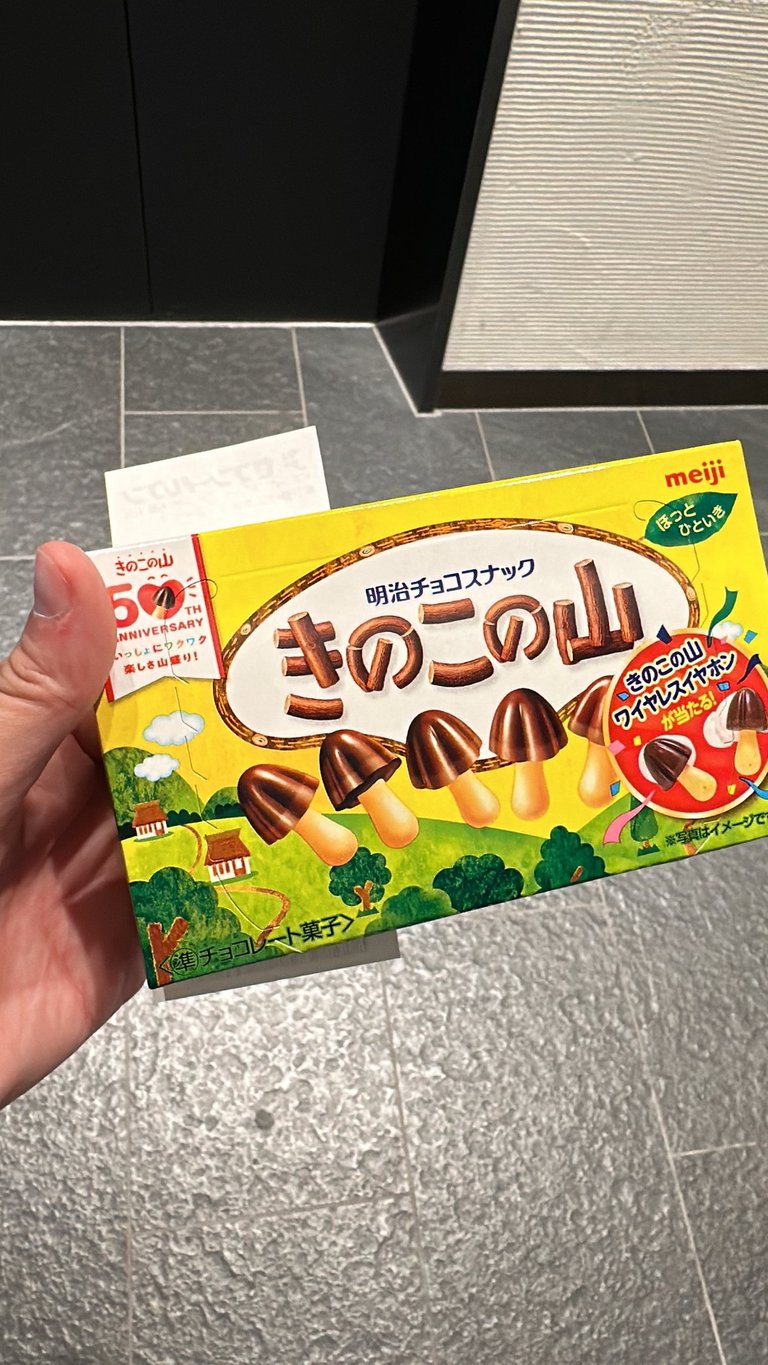 meiji
ほっと
ひといき
きのこの山
50TH
ANNIVERSARY
いっしょにワクワク
楽しさ山盛り!
明治チョコスナック
きのこの山
きのこの山
ワイヤレスイヤホン
が当たる!
※写真はイメージです
<準チョコレート菓子>